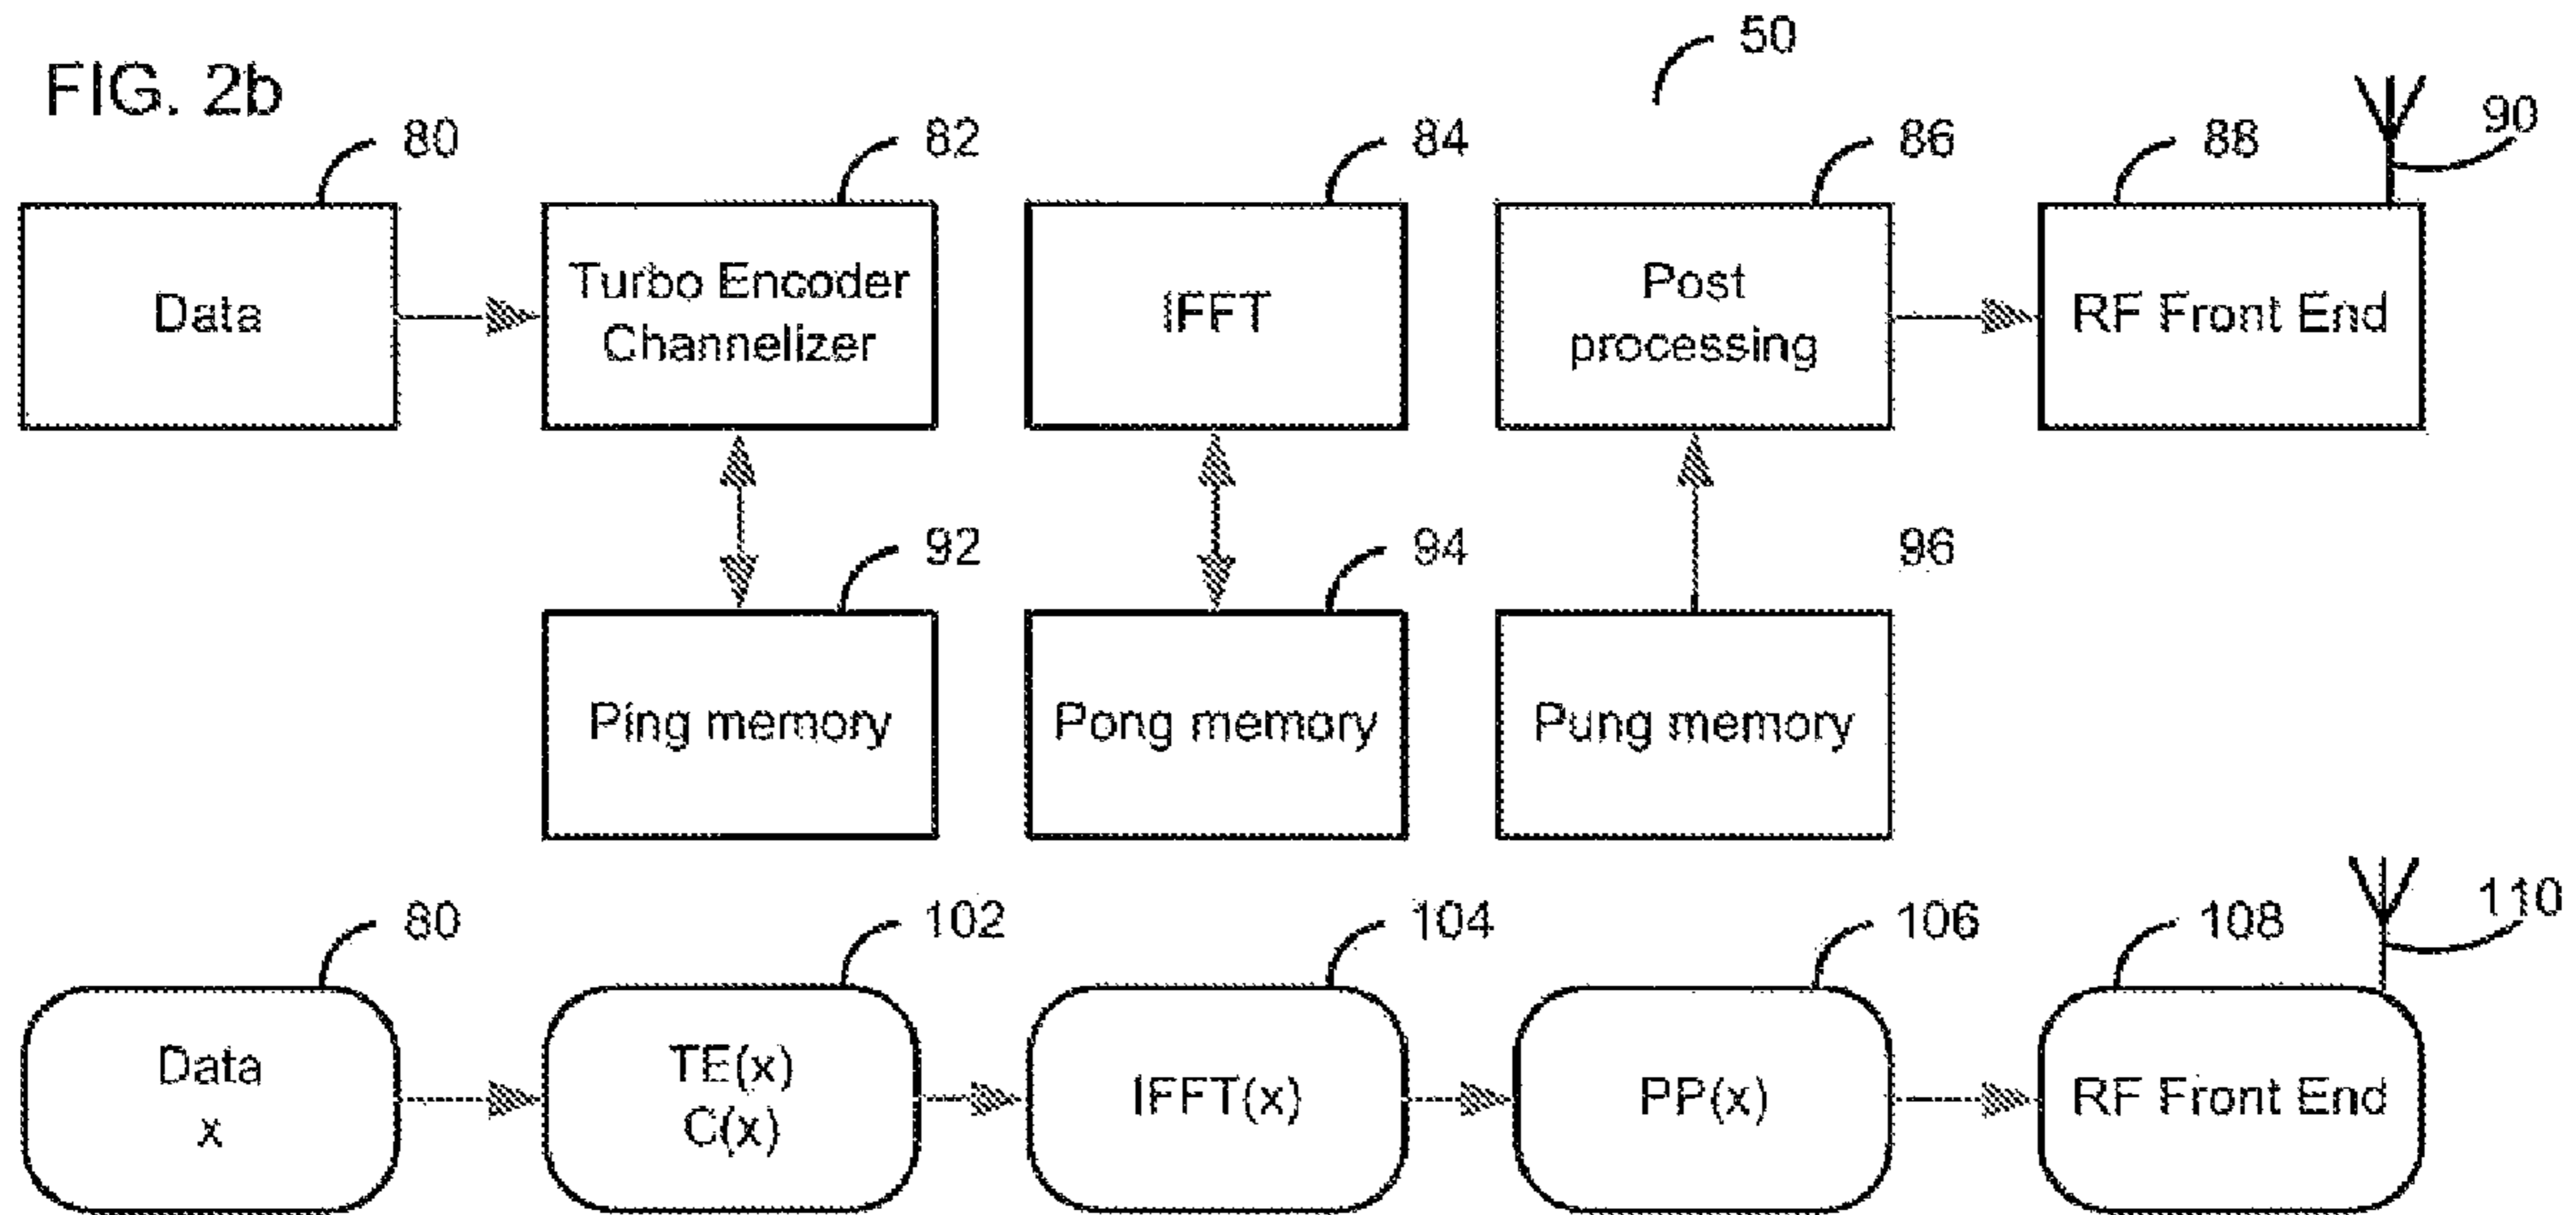 50
FIG. 2b
80
82
84
86
88
90
Data
Turbo Encoder
Channelizer
IFFT
Post
processing
RF Front End
92
94
96
Ping memory
Pong memory
Pung memory
80
102
104
106
108
110
Data
x
TE(x)
C(x)
IFFT(x)
PP(x)
RF Front End